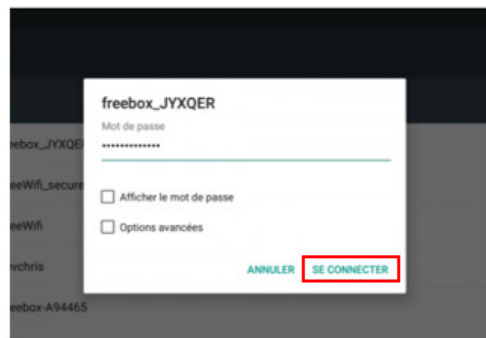 freebox_JYXQER
Mot de passe
•••••••••••••
Afficher le mot de passe
Options avancées
ANNULER SE CONNECTER
eebox_JYXQE
eeWifi_secure
eeWifi
vchris
eebox-A94465